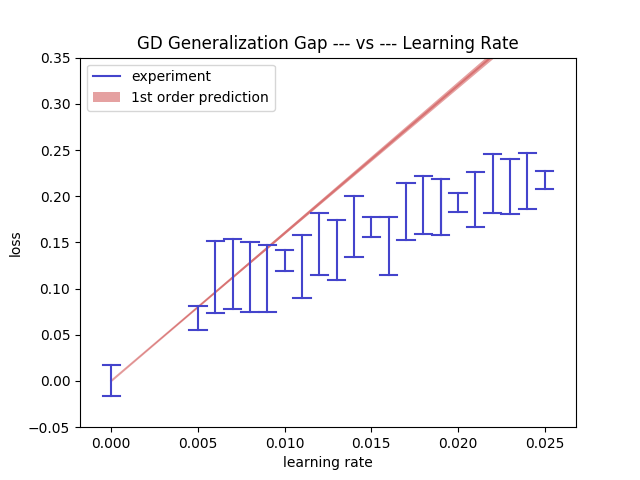 GD Generalization Gap --- vs --- Learning Rate
experiment
1st order prediction
0.35
0.30
0.25
0.20
0.15
0.10
0.05
0.00
−0.05
loss
0.000 0.005 0.010 0.015 0.020 0.025
learning rate